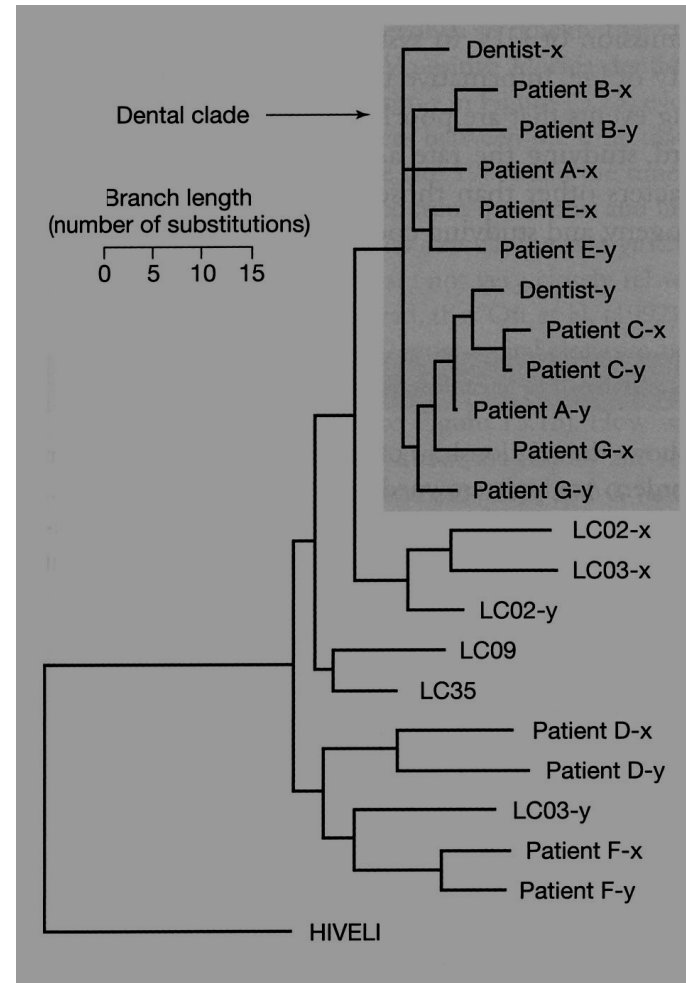 Dentist-x
Patient B-x
Dental clade
Patient B-y
Patient A-x
Branch length
(number of substitutions)
Patient E-x
Patient E-y
0 5 10 15
Dentist-y
Patient C-x
Patient C-y
Patient A-y
Patient G-x
Patient G-y
LC02-x
LC03-x
LC02-y
LC09
LC35
Patient D-x
Patient D-y
LC03-y
Patient F-x
Patient F-y
HIVELI